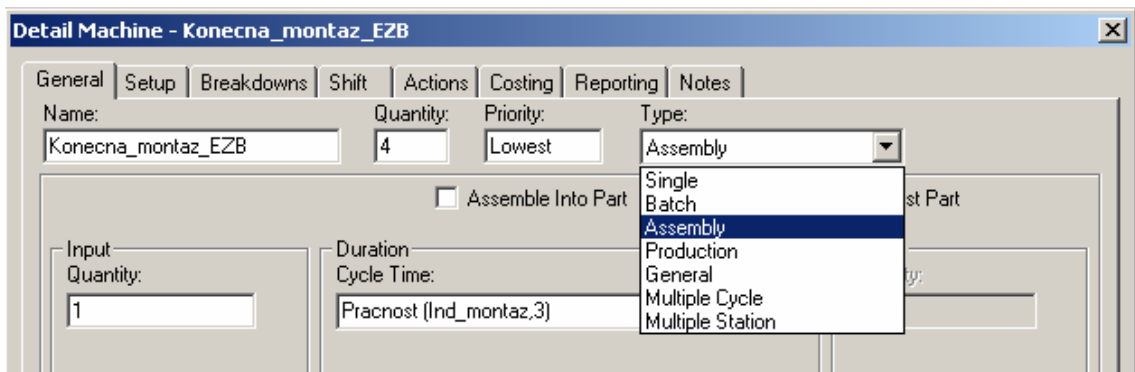 Detail Machine - Konecna_montaz_EZB
General Setup Breakdowns Shift Actions Costing Reporting Notes
Name: Quantity: Priority: Type:
Konecna_montaz_EZB 4 Lowest Assembly
Single
Assemble Into Part st Part
Batch
Assembly
Input Duration Production
Quantity: Cycle Time: General ty:
1 Pracnost (Ind_montaz,3) Multiple Cycle
Multiple Station